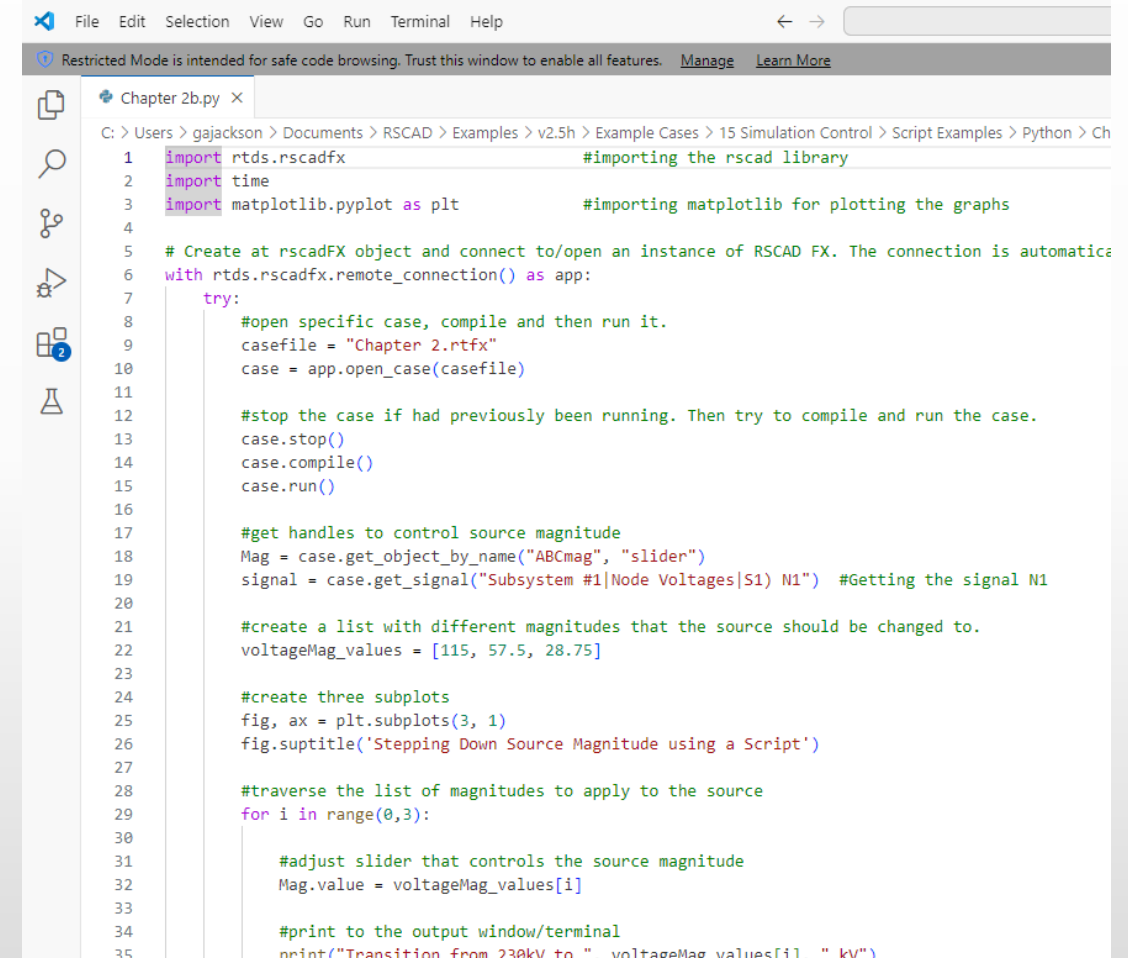 File Edit Selection View Go Run Terminal Help
Restricted Mode is intended for safe code browsing. Trust this window to enable all features. Manage Learn More
Chapter 2b.py
C: > Users > gajackson > Documents > RSCAD > Examples > v2.5h > Example Cases > 15 Simulation Control > Script Examples > Python > Ch
1 import rtds.rscadfx #importing the rscad library
2 import time
3 import matplotlib.pyplot as plt #importing matplotlib for plotting the graphs
4
5 # Create at rscadFX object and connect to/open an instance of RSCAD FX. The connection is automatica
6 with rtds.rscadfx.remote_connection() as app:
7 try:
8 #open specific case, compile and then run it.
9 casefile = "Chapter 2.rtfx"
10 case = app.open_case(casefile)
11
12 #stop the case if had previously been running. Then try to compile and run the case.
13 case.stop()
14 case.compile()
15 case.run()
16
17 #get handles to control source magnitude
18 Mag = case.get_object_by_name("ABCmag", "slider")
19 signal = case.get_signal("Subsystem #1|Node Voltages|S1) N1") #Getting the signal N1
20
21 #create a list with different magnitudes that the source should be changed to.
22 voltageMag_values = [115, 57.5, 28.75]
23
24 #create three subplots
25 fig, ax = plt.subplots(3, 1)
26 fig.suptitle('Stepping Down Source Magnitude using a Script')
27
2
28 #traverse the list of magnitudes to apply to the source
29 for i in range(0,3):
30
31 #adjust slider that controls the source magnitude
32 Mag.value = voltageMag_values[i]
33
34 #print to the output window/terminal
35 print("Transition from 230kV to ", voltageMag_values[i], " kV")